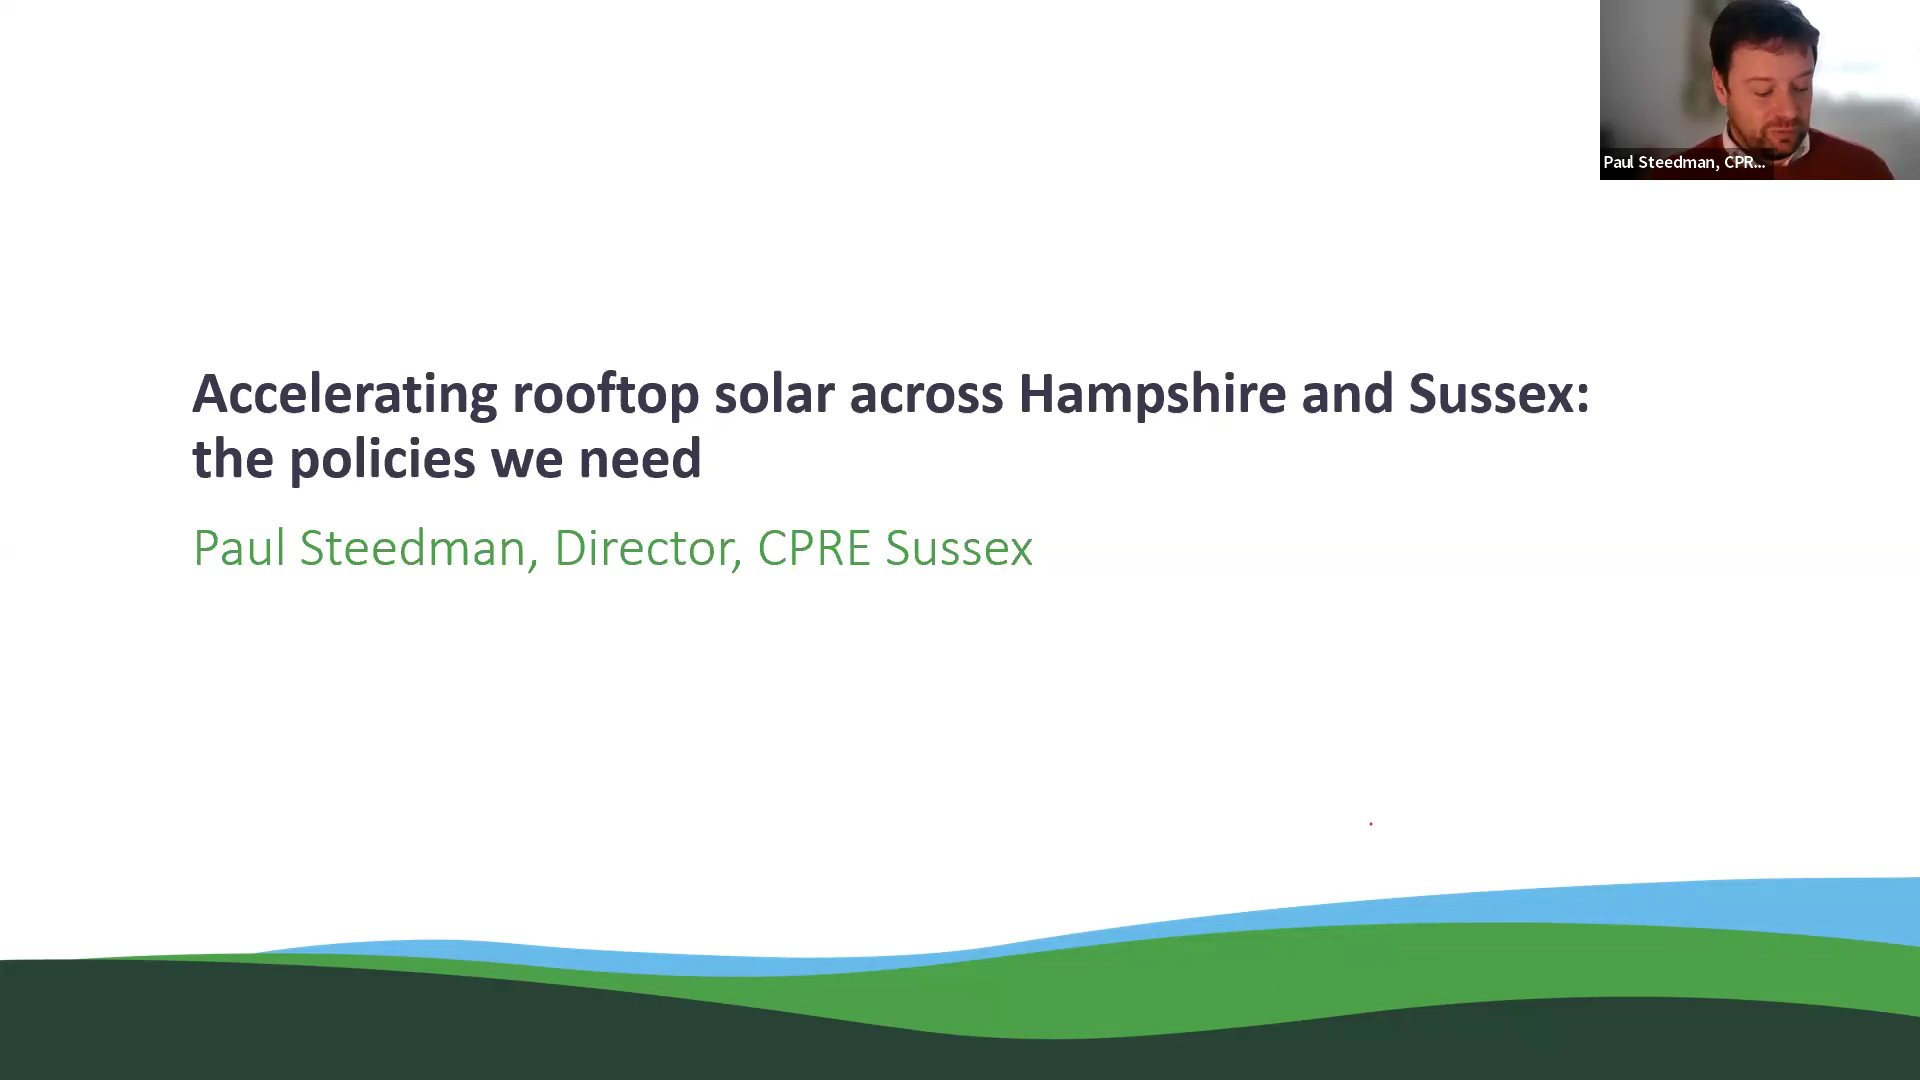 Paul Steedman, CPR...
Accelerating rooftop solar across Hampshire and Sussex:
the policies we need
Paul Steedman, Director, CPRE Sussex